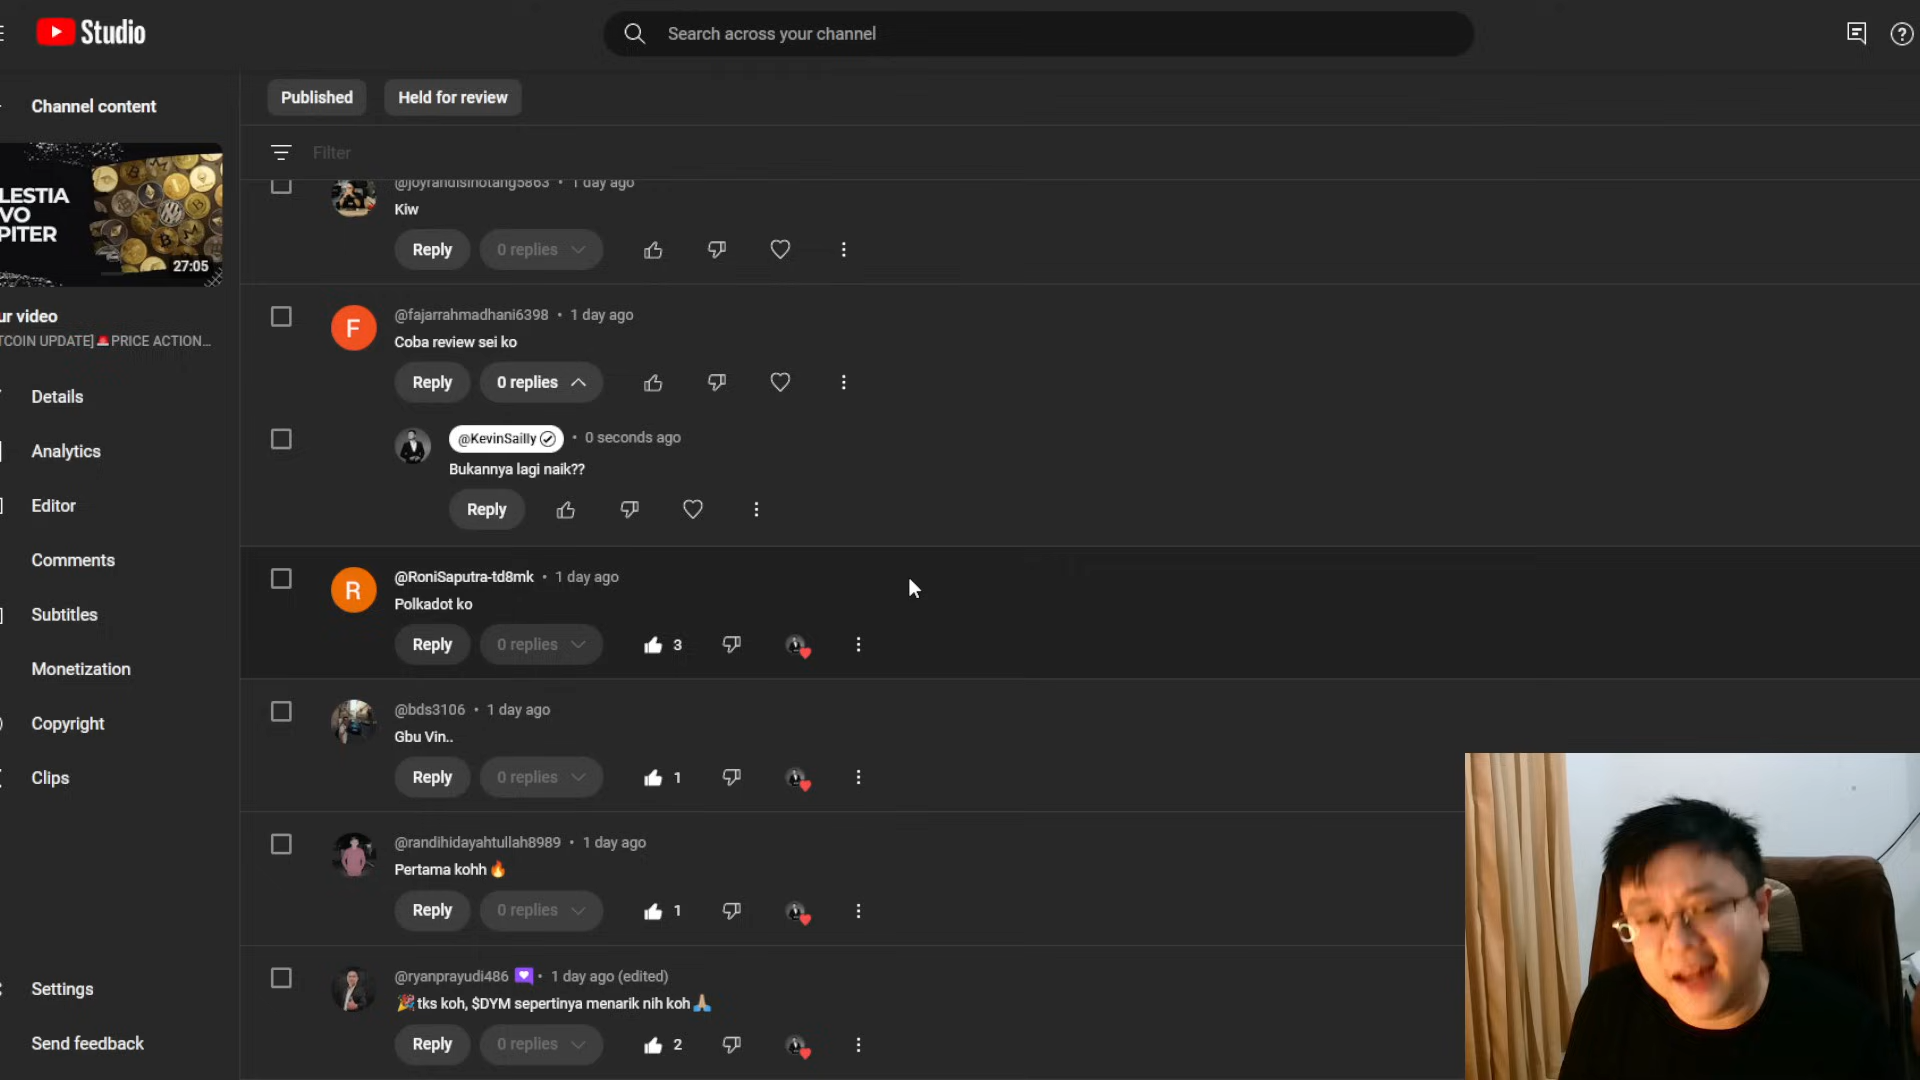 Studio
Search across your channel
Published
Held for review
Channel content
Filter
LESTIA
VO
PITER
27:05
ur video
TCOIN UPDATE]🚨PRICE ACTION...
Details
Analytics
Editor
Comments
Subtitles
Monetization
Copyright
Clips
Settings
Send feedback
@joyrandisihotang5863 • 1 day ago
Kiw
Reply 0 replies
F
@fajarrahmadhani6398 • 1 day ago
Coba review sei ko
Reply 0 replies
@KevinSailly • 0 seconds ago
Bukannya lagi naik??
Reply
R
@RoniSaputra-td8mk • 1 day ago
Polkadot ko
Reply 0 replies 3
@bds3106 • 1 day ago
Gbu Vin..
Reply 0 replies 1
@randihidayahtullah8989 • 1 day ago
Pertama kohh🔥
Reply 0 replies 1
@ryanprayudi486 💜 • 1 day ago (edited)
🎉tks koh, $DYM sepertinya menarik nih koh🙏
Reply 0 replies 2